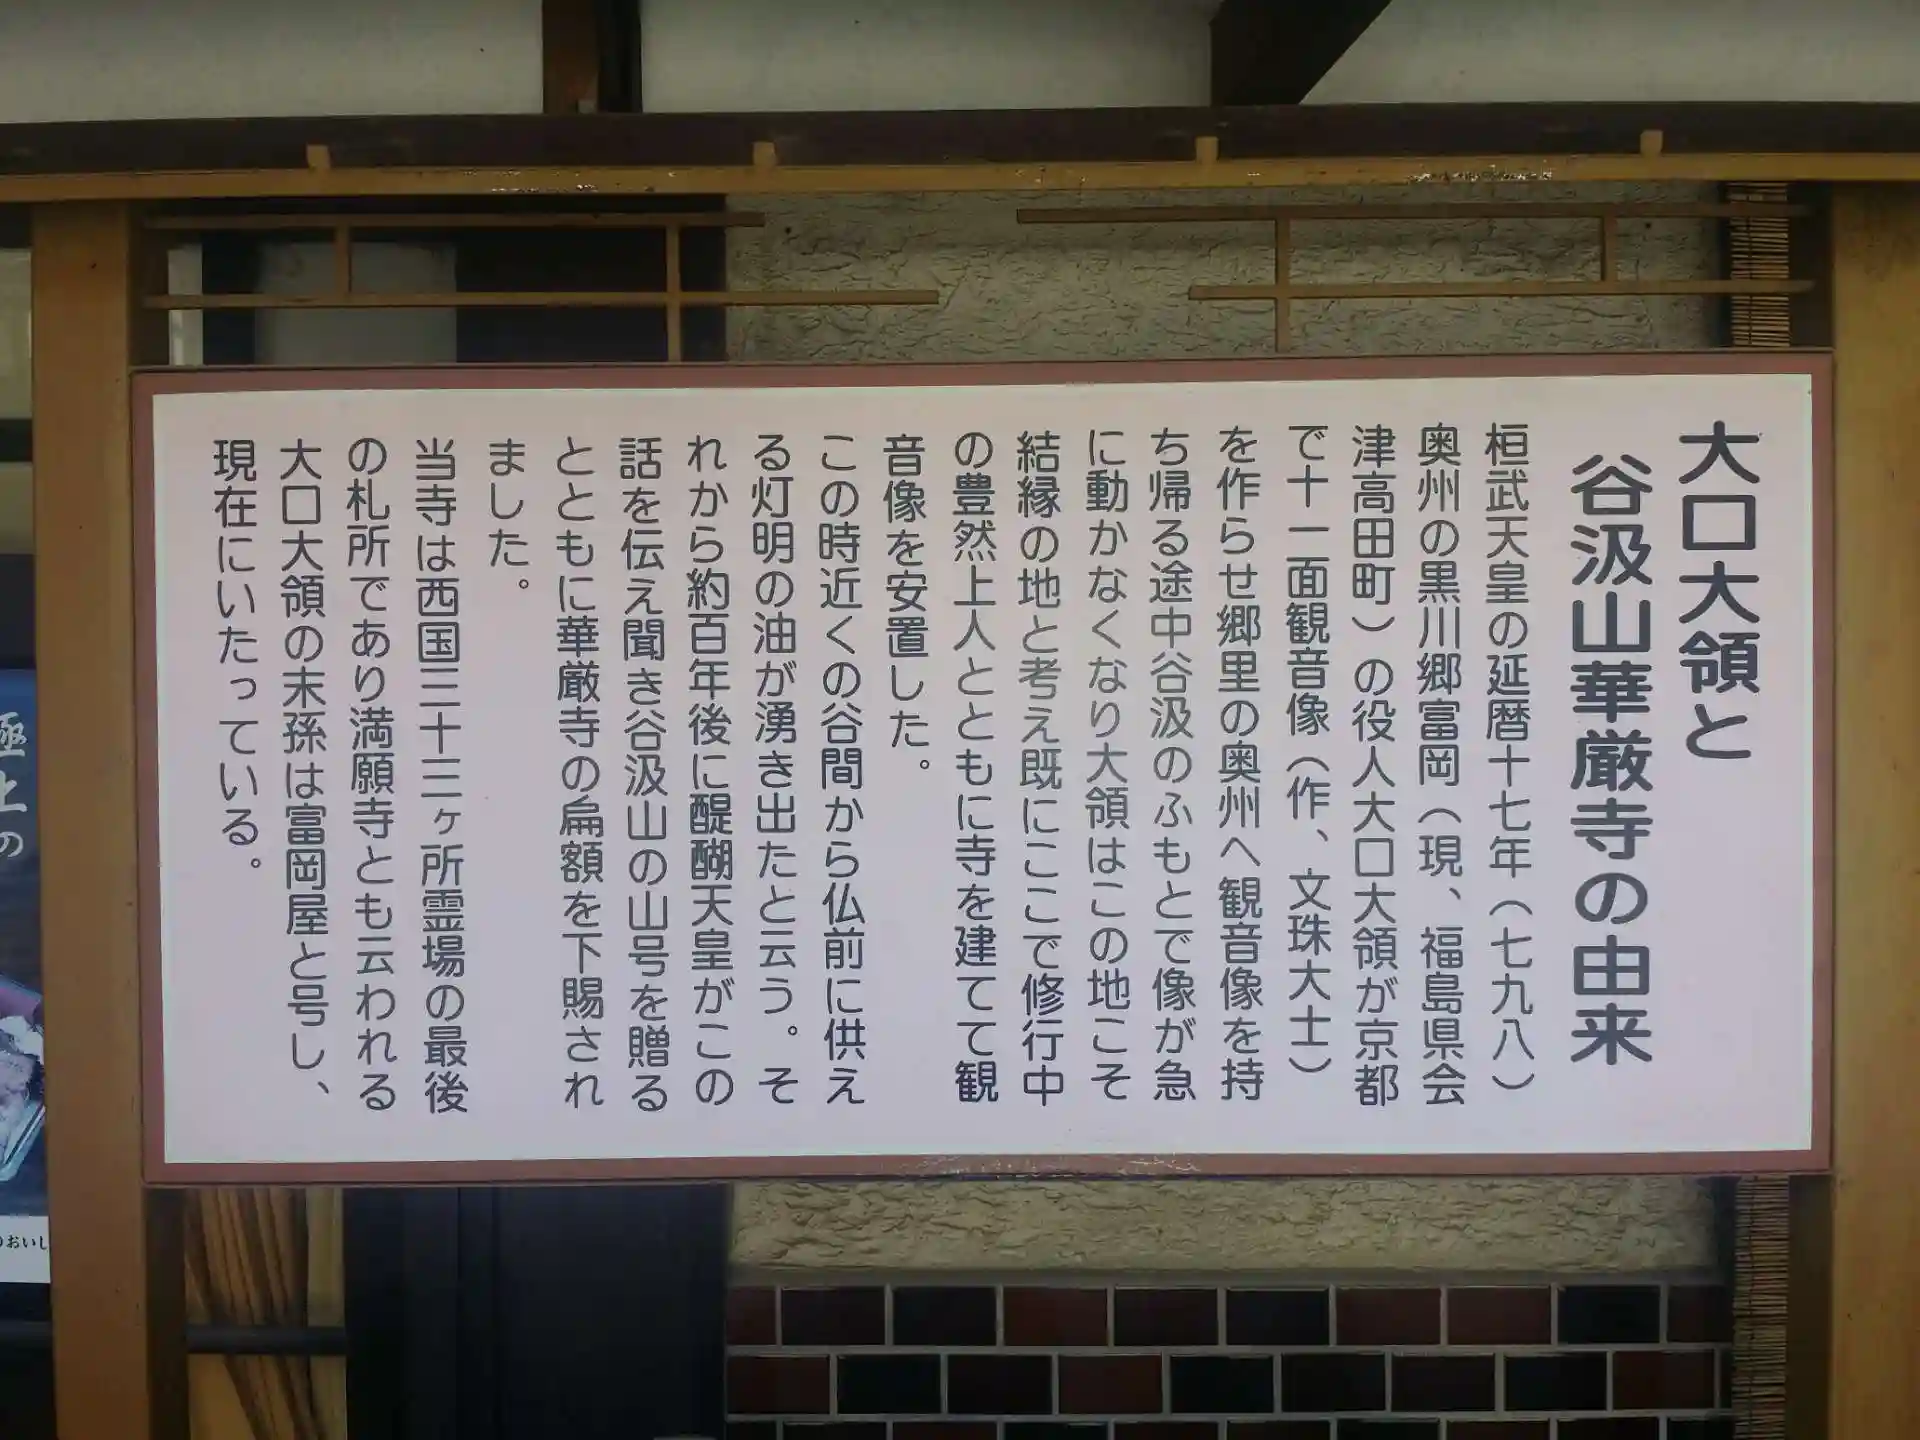 大口大領と
谷汲山華厳寺の由来
桓武天皇の延暦十七年（七九八）
奥州の黒川郷富岡（現、福島県会
津高田町）の役人大口大領が京都
で十一面観音像（作、文珠大士）
を作らせ郷里の奥州へ観音像を持
ち帰る途中谷汲のふもとで像が急
に動かなくなり大領はこの地こそ
結縁の地と考え既にここで修行中
の豊然上人とともに寺を建てて観
音像を安置した。
この時近くの谷間から仏前に供え
る灯明の油が湧き出たと云う。そ
れから約百年後に醍醐天皇がこの
話を伝え聞き谷汲山の山号を贈る
とともに華厳寺の扁額を下賜され
ました。
当寺は西国三十三ヶ所霊場の最後
の札所であり満願寺とも云われる
大口大領の末孫は富岡屋と号し、
現在にいたっている。
極上の
おいし